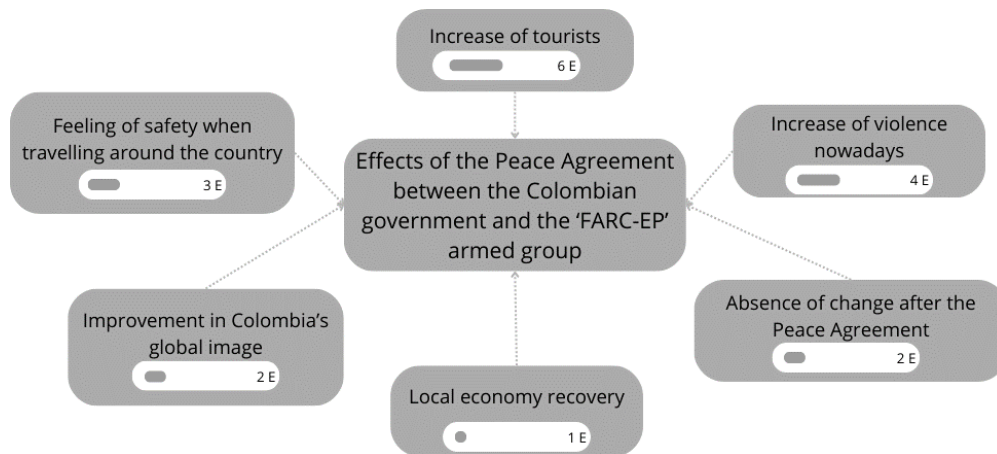 Increase of tourists
6 E
Feeling of safety when
travelling around the country
3 E
Effects of the Peace Agreement
between the Colombian
government and the ‘FARC-EP’
armed group
Increase of violence
nowadays
4 E
Improvement in Colombia’s
global image
2 E
Absence of change after the
Peace Agreement
2 E
Local economy recovery
1 E